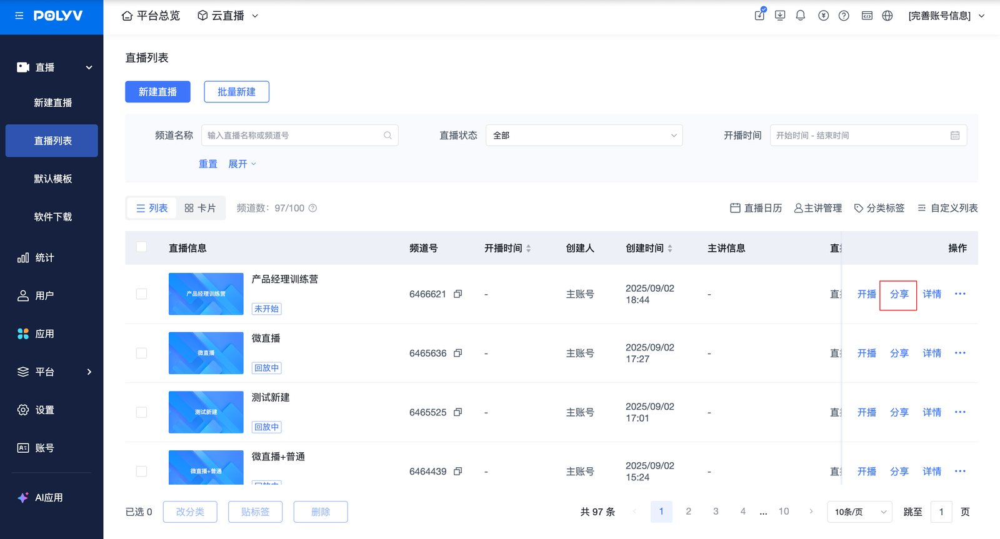 POLYV
平台总览
云直播
[完善账号信息]
直播
新建直播
直播列表
默认模板
软件下载
统计
用户
应用
平台
设置
账号
AI应用
直播列表
新建直播
批量新建
频道名称
输入直播名称或频道号
直播状态
全部
开播时间
开始时间 - 结束时间
重置
展开
列表
卡片
频道数：97/100
直播日历
主讲管理
分类标签
自定义列表
直播信息
频道号
开播时间
创建人
创建时间
主讲信息
直
操作
产品经理训练营
产品经理训练营
未开始
6466621
-
主账号
2025/09/02
18:44
-
直
开播
分享
详情
微直播
微直播
回放中
6465636
-
主账号
2025/09/02
17:27
-
直
开播
分享
详情
测试新建
测试新建
回放中
6465525
-
主账号
2025/09/02
17:01
-
直
开播
分享
详情
微直播+普通
微直播+普通
回放中
6464439
-
主账号
2025/09/02
15:24
-
直
开播
分享
详情
已选 0
改分类
贴标签
删除
共 97 条
1
2
3
4
...
10
10条/页
跳至
1
页